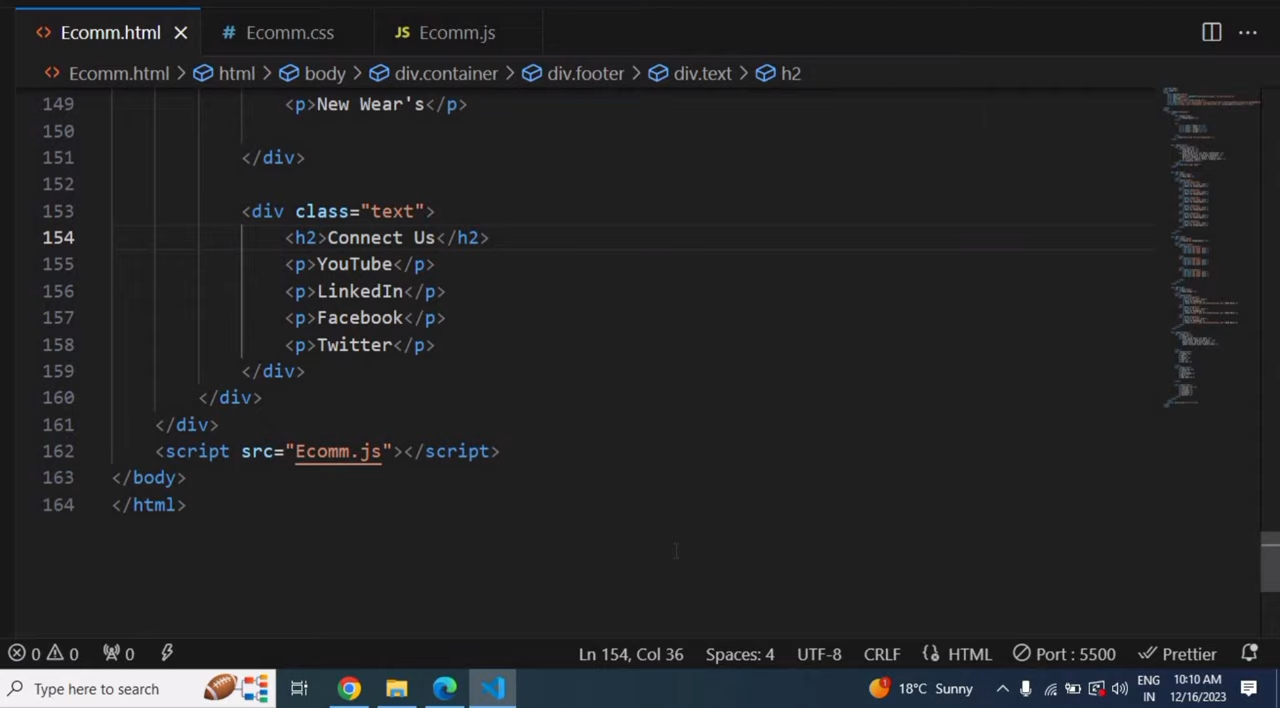 Ecomm.html
# Ecomm.css
JS Ecomm.js
Ecomm.html > html > body > div.container > div.footer > div.text > h2
149 <p>New Wear's</p>
150
151 </div>
152
153 <div class="text">
154 <h2>Connect Us</h2>
155 <p>YouTube</p>
156 <p>LinkedIn</p>
157 <p>Facebook</p>
158 <p>Twitter</p>
159 </div>
160 </div>
161 </div>
162 <script src="Ecomm.js"></script>
163 </body>
164 </html>
0 0 0 Ln 154, Col 36 Spaces: 4 UTF-8 CRLF HTML Port : 5500 Prettier
Type here to search
1 18°C Sunny
ENG
IN
10:10 AM
12/16/2023